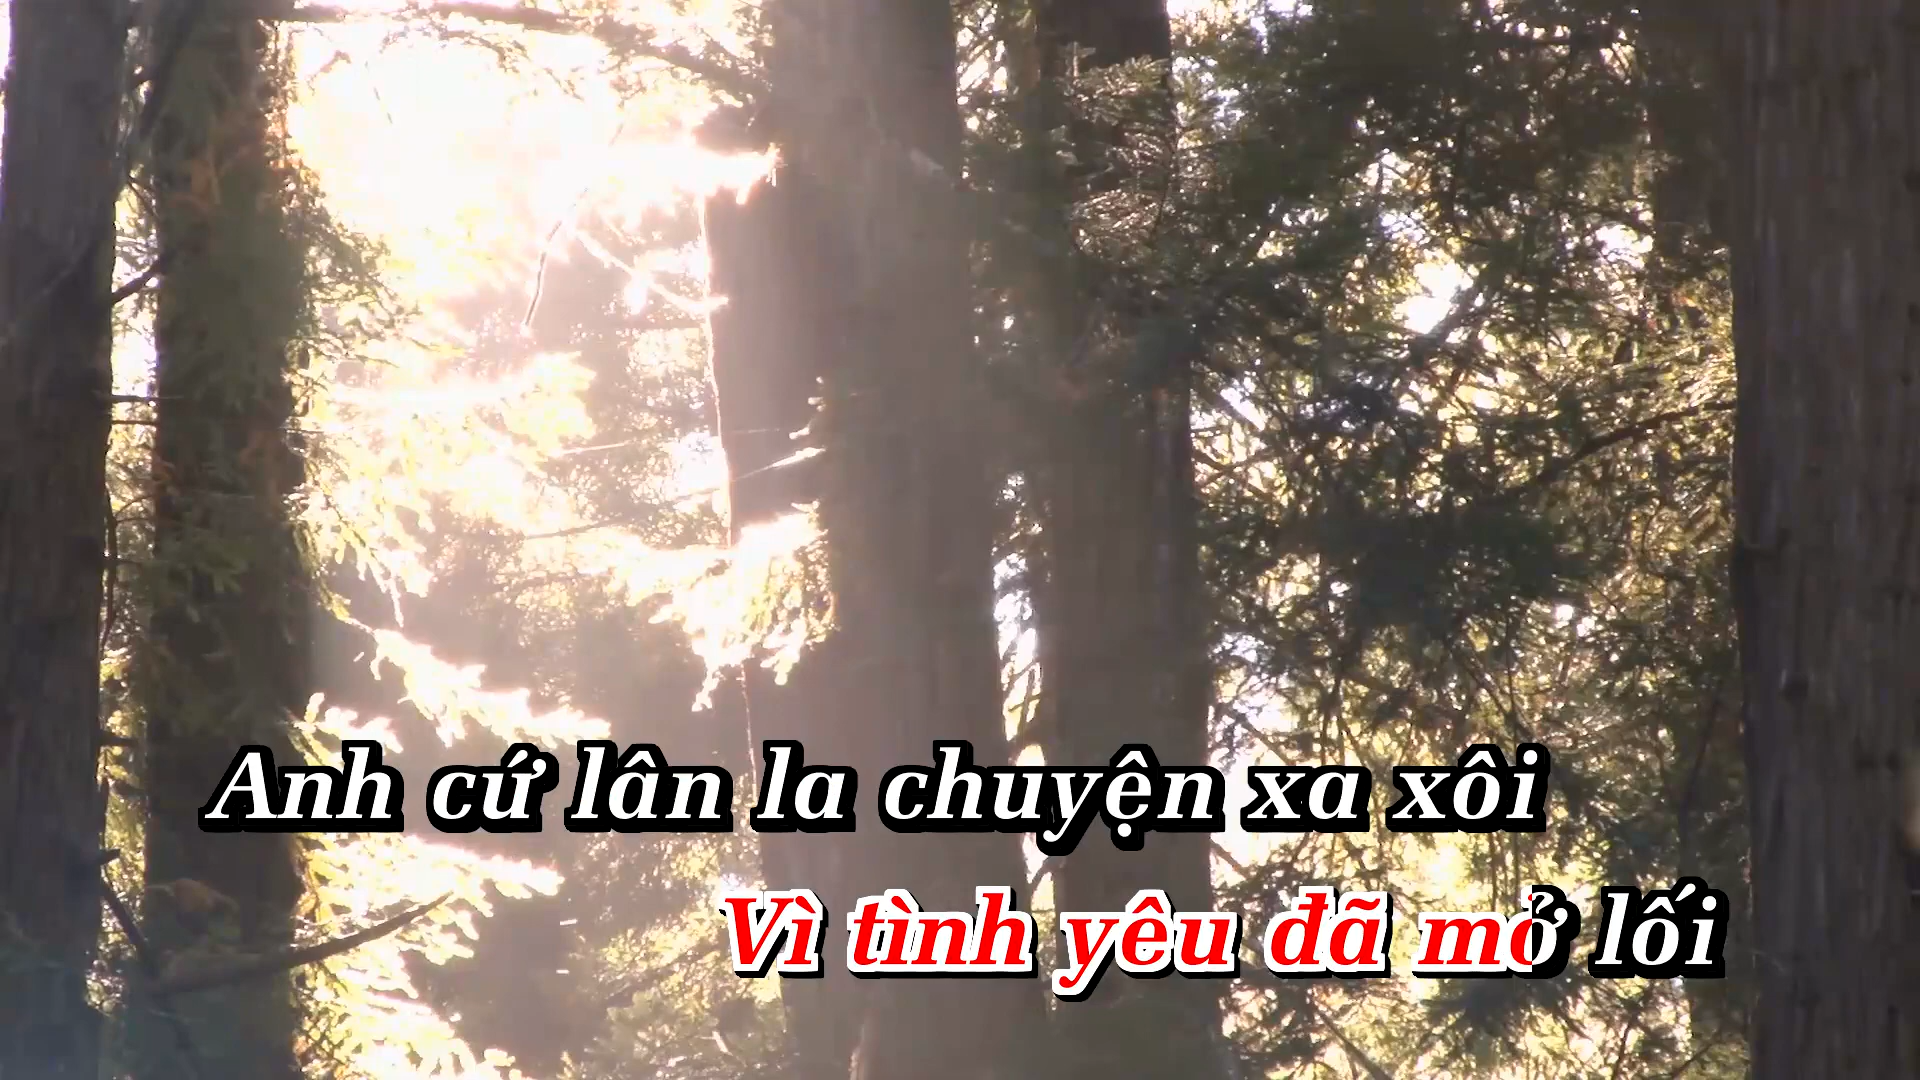 Anh cứ lân la chuyện xa xôi
Vì tình yêu đã mở lối